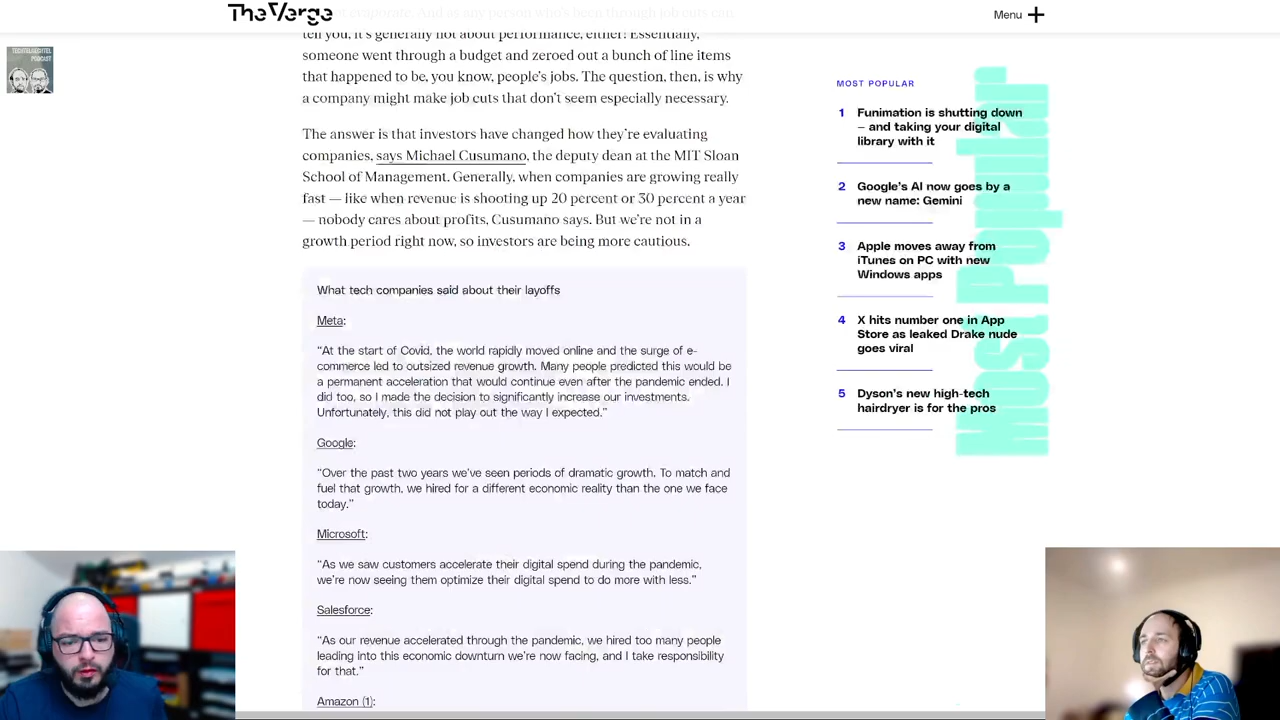 The Verge
Menu
TECHTELSECHTEL
PODCAST
evaporate. And as any person who's been through job cuts can
tell you, it's generally not about performance, either! Essentially,
someone went through a budget and zeroed out a bunch of line items
that happened to be, you know, people's jobs. The question, then, is why
a company might make job cuts that don't seem especially necessary.
The answer is that investors have changed how they're evaluating
companies, says Michael Cusumano, the deputy dean at the MIT Sloan
School of Management. Generally, when companies are growing really
fast — like when revenue is shooting up 20 percent or 30 percent a year
— nobody cares about profits, Cusumano says. But we're not in a
growth period right now, so investors are being more cautious.
What tech companies said about their layoffs
Meta:
“At the start of Covid, the world rapidly moved online and the surge of e-
commerce led to outsized revenue growth. Many people predicted this would be
a permanent acceleration that would continue even after the pandemic ended. I
did too, so I made the decision to significantly increase our investments.
Unfortunately, this did not play out the way I expected.”
Google:
“Over the past two years we’ve seen periods of dramatic growth. To match and
fuel that growth, we hired for a different economic reality than the one we face
today.”
Microsoft:
“As we saw customers accelerate their digital spend during the pandemic,
we’re now seeing them optimize their digital spend to do more with less.”
Salesforce:
“As our revenue accelerated through the pandemic, we hired too many people
leading into this economic downturn we’re now facing, and I take responsibility
for that.”
Amazon (1):
MOST POPULAR
1 Funimation is shutting down
— and taking your digital
library with it
2 Google’s AI now goes by a
new name: Gemini
3 Apple moves away from
iTunes on PC with new
Windows apps
4 X hits number one in App
Store as leaked Drake nude
goes viral
5 Dyson’s new high-tech
hairdryer is for the pros
Most Popular